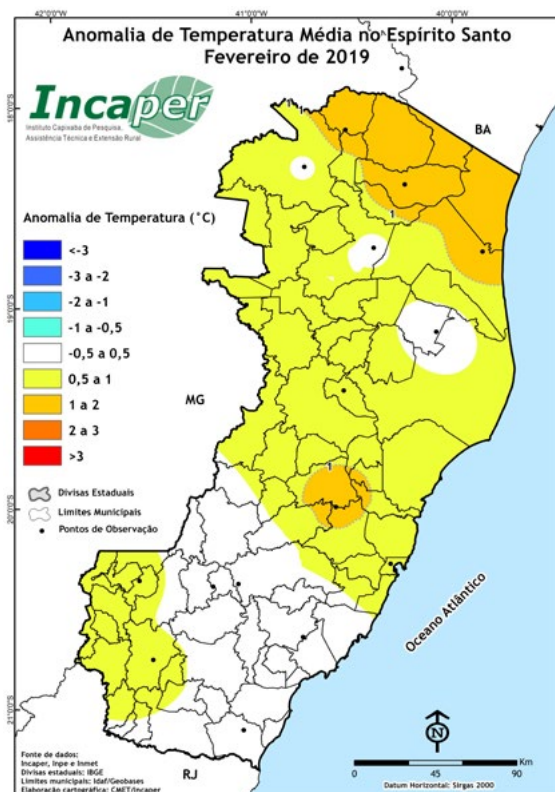 42°0'0"O
41°0'0"O
40°0'0"O
Anomalia de Temperatura Média no Espírito Santo
Fevereiro de 2019
Incaper
Instituto Capixaba de Pesquisa,
Assistência Técnica e Extensão Rural
18°0'0"S
BA
1
1
1
Anomalia de Temperatura (°C)
<-3
-3 a -2
-2 a -1
-1 a -0,5
-0,5 a 0,5
0,5 a 1
1 a 2
2 a 3
>3
19°0'0"S
MG
Divisas Estaduais
Limites Municipais
Pontos de Observação
1
20°0'0"S
Oceano Atlântico
21°0'0"S
N
Fonte de dados:
Incaper, Inpe e Inmet
Divisas estaduais: IBGE
Limites municipais: Idaf/Geobases
Elaboração cartográfica: CMET/Incaper
RJ
Km
0 45 90
Datum Horizontal: Sirgas 2000